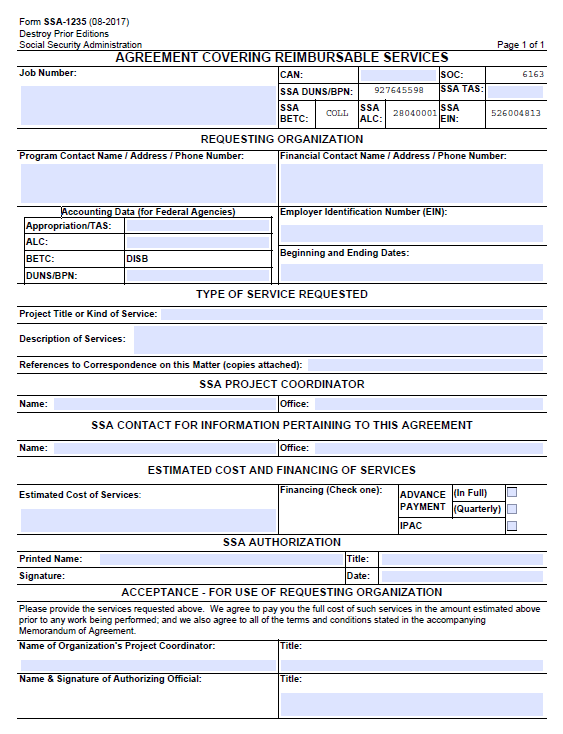 Form SSA-1235 (08-2017)
Destroy Prior Editions
Social Security Administration Page 1 of 1
AGREEMENT COVERING REIMBURSABLE SERVICES
Job Number:
CAN: SOC: 6163
SSA DUNS/BPN: 927645598 SSA TAS:
SSA BETC: COLL SSA ALC: 28040001 SSA EIN: 526004813
REQUESTING ORGANIZATION
Program Contact Name / Address / Phone Number: Financial Contact Name / Address / Phone Number:
Accounting Data (for Federal Agencies) Employer Identification Number (EIN):
Appropriation/TAS:
ALC:
Beginning and Ending Dates:
BETC: DISB
DUNS/BPN:
TYPE OF SERVICE REQUESTED
Project Title or Kind of Service:
Description of Services:
References to Correspondence on this Matter (copies attached):
SSA PROJECT COORDINATOR
Name: Office:
SSA CONTACT FOR INFORMATION PERTAINING TO THIS AGREEMENT
Name: Office:
ESTIMATED COST AND FINANCING OF SERVICES
Estimated Cost of Services: Financing (Check one): ADVANCE PAYMENT (In Full)
(Quarterly)
IPAC
SSA AUTHORIZATION
Printed Name: Title:
Signature: Date:
ACCEPTANCE - FOR USE OF REQUESTING ORGANIZATION
Please provide the services requested above. We agree to pay you the full cost of such services in the amount estimated above
prior to any work being performed; and we also agree to all of the terms and conditions stated in the accompanying
Memorandum of Agreement.
Name of Organization's Project Coordinator: Title:
Name & Signature of Authorizing Official: Title: